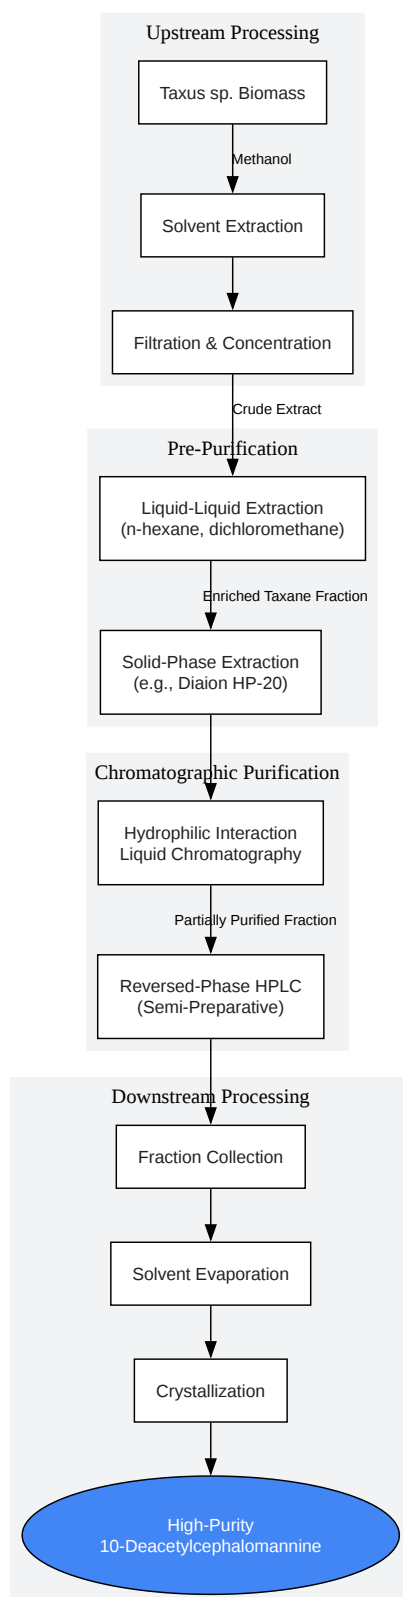 Upstream Processing
Taxus sp. Biomass
Methanol
Solvent Extraction
Filtration & Concentration
Crude Extract
Pre-Purification
Liquid-Liquid Extraction
(n-hexane, dichloromethane)
Enriched Taxane Fraction
Solid-Phase Extraction
(e.g., Diaion HP-20)
Chromatographic Purification
Hydrophilic Interaction
Liquid Chromatography
Partially Purified Fraction
Reversed-Phase HPLC
(Semi-Preparative)
Downstream Processing
Fraction Collection
Solvent Evaporation
Crystallization
High-Purity
10-Deacetylcephalomannine